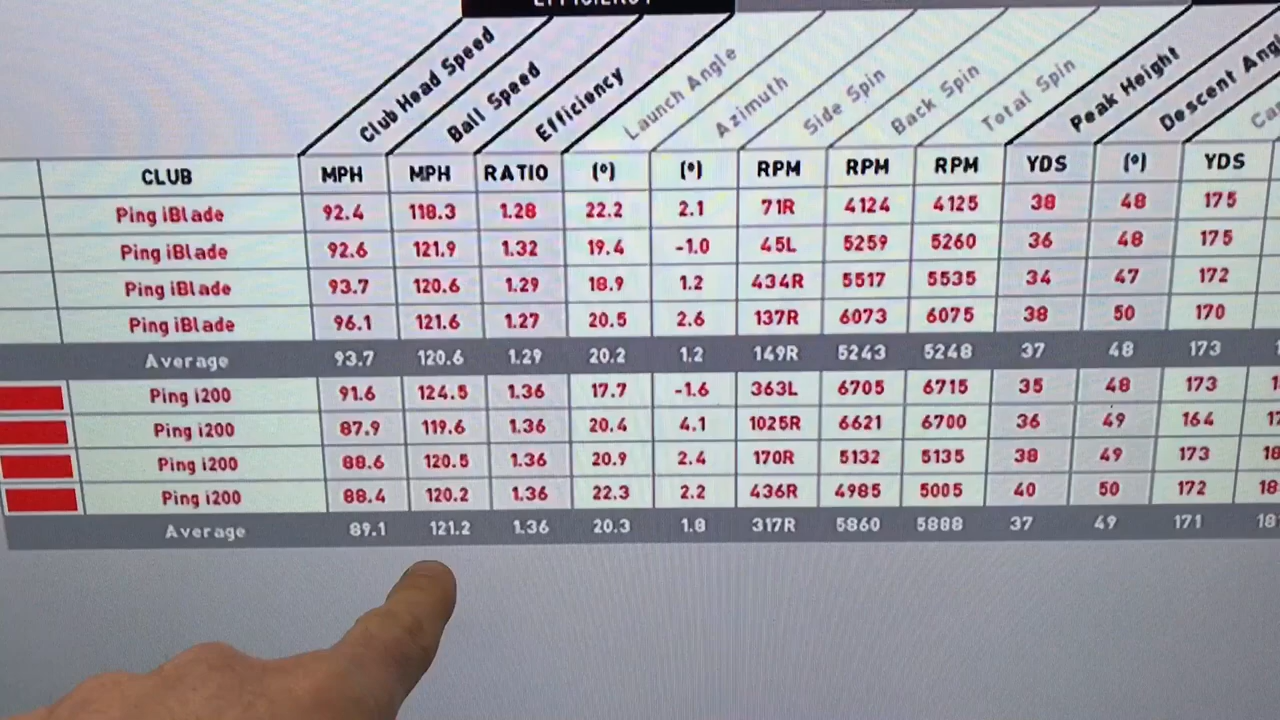 Club Head Speed Ball Speed Efficiency Launch Angle Azimuth Side Spin Back Spin Total Spin Peak Height Descent
CLUB MPH MPH RATIO (°) (°) RPM RPM RPM YDS (°) YDS
Ping iBlade 92.4 118.3 1.28 22.2 2.1 71R 4124 4125 38 48 175
Ping iBlade 92.6 121.9 1.32 19.4 -1.0 45L 5259 5260 36 48 175
Ping iBlade 93.7 120.6 1.29 18.9 1.2 434R 5517 5535 34 47 172
Ping iBlade 96.1 121.6 1.27 20.5 2.6 137R 6073 6075 38 50 170
Average 93.7 120.6 1.29 20.2 1.2 149R 5243 5248 37 48 173
Ping i200 91.6 124.5 1.36 17.7 -1.6 363L 6705 6715 35 48 173
Ping i200 87.9 119.6 1.36 20.4 4.1 1025R 6621 6700 36 49 164
Ping i200 88.6 120.5 1.36 20.9 2.4 170R 5132 5135 38 49 173
Ping i200 88.4 120.2 1.36 22.3 2.2 436R 4985 5005 40 50 172
Average 89.1 121.2 1.36 20.3 1.8 317R 5860 5888 37 49 171